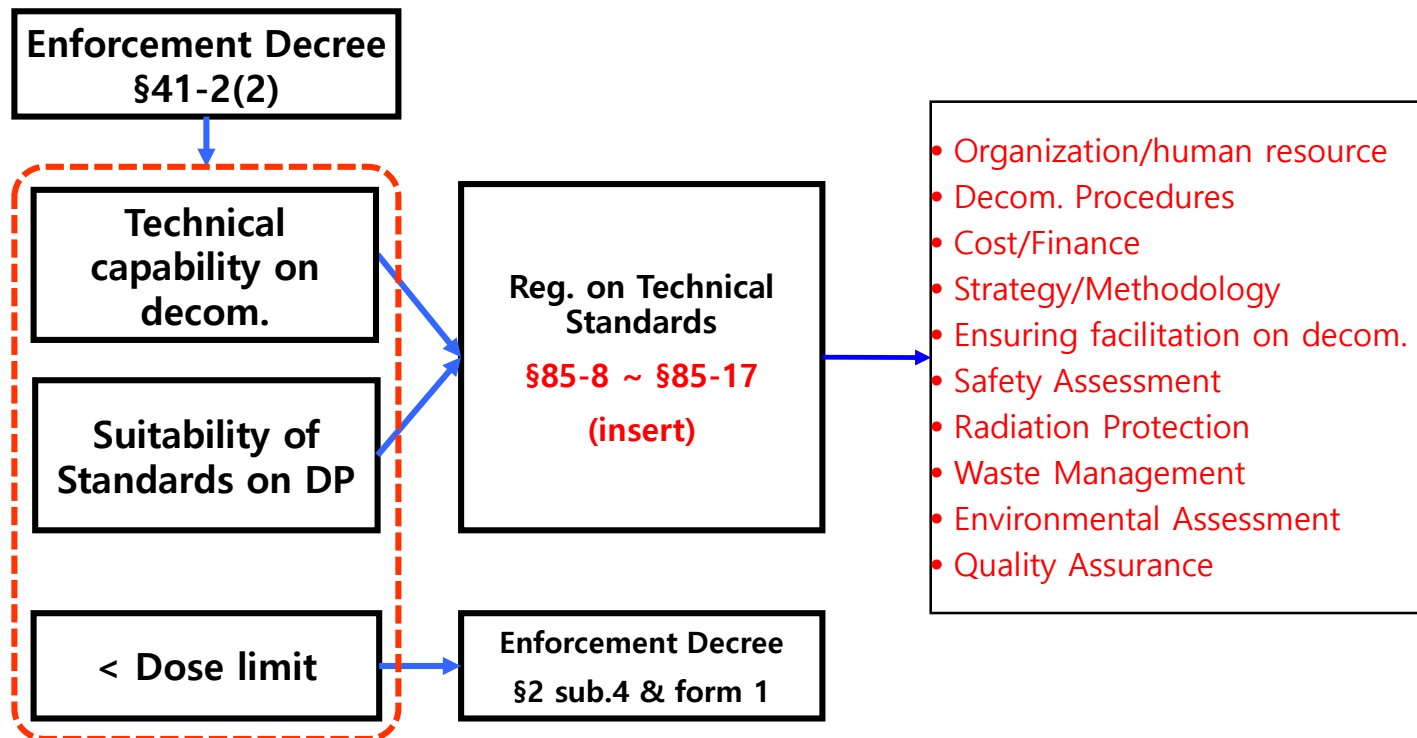 Enforcement Decree
§41-2(2)
Technical
capability on
decom.
Suitability of
Standards on DP
< Dose limit
Reg. on Technical
Standards
§85-8 ~ §85-17
(insert)
Enforcement Decree
§2 sub.4 & form 1
• Organization/human resource
• Decom. Procedures
• Cost/Finance
• Strategy/Methodology
• Ensuring facilitation on decom.
• Safety Assessment
• Radiation Protection
• Waste Management
• Environmental Assessment
• Quality Assurance